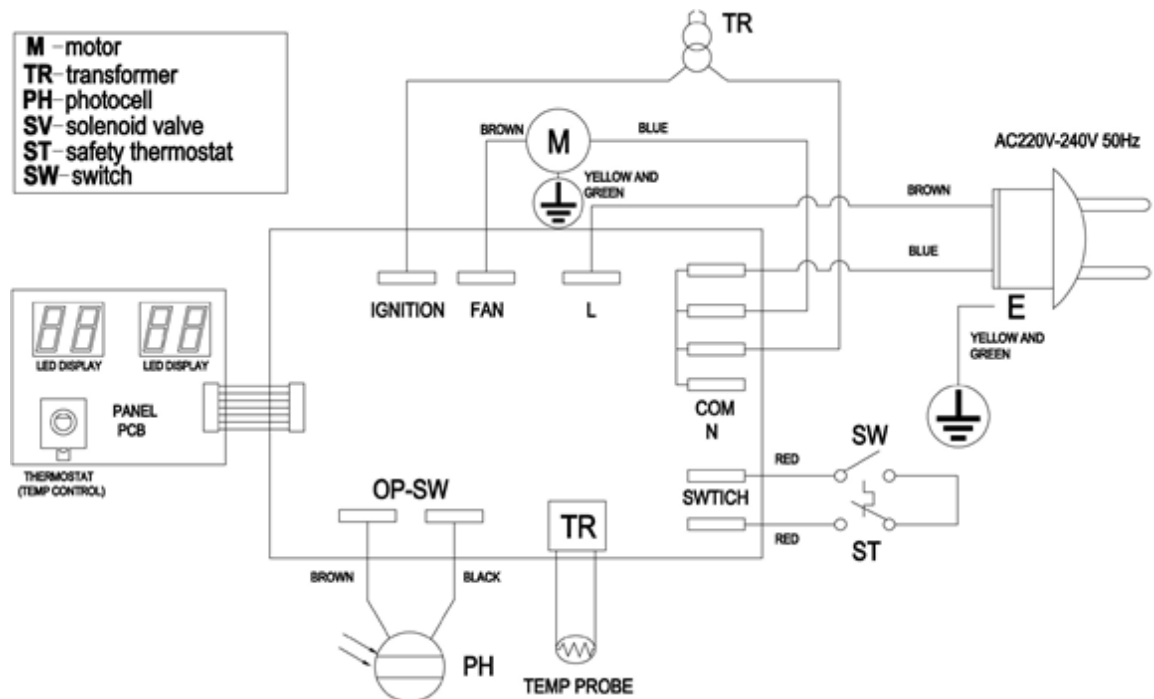 M - motor
TR - transformer
PH - photocell
SV - solenoid valve
ST - safety thermostat
SW - switch
TR
BROWN
M
BLUE
YELLOW AND
GREEN
AC220V-240V 50Hz
BROWN
BLUE
E
YELLOW AND
GREEN
IGNITION
FAN
L
COM
N
88
88
LED DISPLAY
LED DISPLAY
PANEL
PCB
THERMOSTAT
(TEMP CONTROL)
OP-SW
TR
RED
SWTICH
RED
SW
ST
BROWN
BLACK
PH
TEMP PROBE